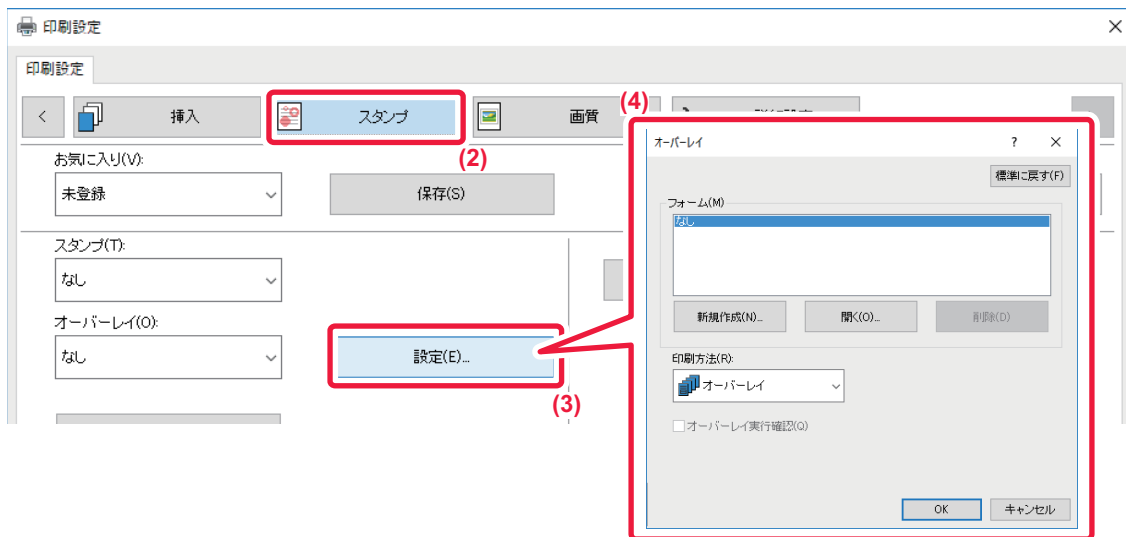 印刷設定
印刷設定
挿入
スタンプ
画質
(4)
(2)
お気に入り(V):
未登録
保存(S)
スタンプ(T):
なし
オーバーレイ(O):
なし
設定(E)...
(3)
オーバーレイ
標準に戻す(F)
フォーム(M)
なし
新規作成(N)...
開く(O)...
削除(D)
印刷方法(R):
オーバーレイ
オーバーレイ実行確認(Q)
OK
キャンセル